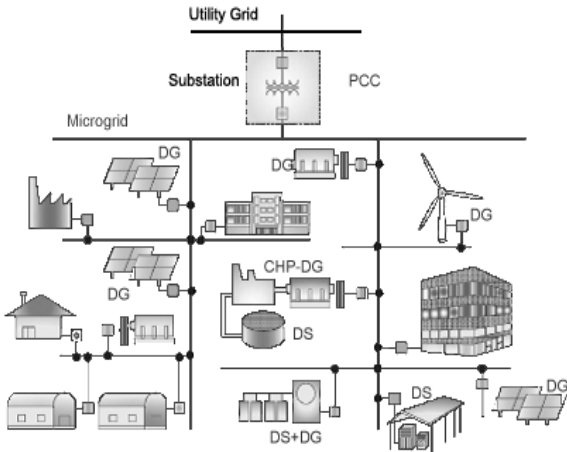 Utility Grid
Substation
PCC
Microgrid
DG
DG
DG
DG
CHP-DG
DS
DS
DG
DS+DG